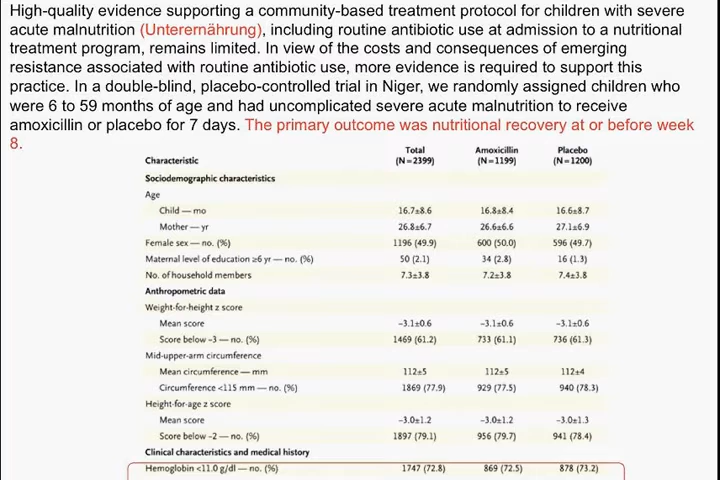 High-quality evidence supporting a community-based treatment protocol for children with severe
acute malnutrition (Unterernährung), including routine antibiotic use at admission to a nutritional
treatment program, remains limited. In view of the costs and consequences of emerging
resistance associated with routine antibiotic use, more evidence is required to support this
practice. In a double-blind, placebo-controlled trial in Niger, we randomly assigned children who
were 6 to 59 months of age and had uncomplicated severe acute malnutrition to receive
amoxicillin or placebo for 7 days. The primary outcome was nutritional recovery at or before week
8.
Characteristic Total (N=2399) Amoxicillin (N=1199) Placebo (N=1200)
Sociodemographic characteristics
Age
Child — mo 16.7±8.6 16.8±8.4 16.6±8.7
Mother — yr 26.8±6.7 26.6±6.6 27.1±6.9
Female sex — no. (%) 1196 (49.9) 600 (50.0) 596 (49.7)
Maternal level of education ≥6 yr — no. (%) 50 (2.1) 34 (2.8) 16 (1.3)
No. of household members 7.3±3.8 7.2±3.8 7.4±3.8
Anthropometric data
Weight-for-height z score
Mean score −3.1±0.6 −3.1±0.6 −3.1±0.6
Score below −3 — no. (%) 1469 (61.2) 733 (61.1) 736 (61.3)
Mid-upper-arm circumference
Mean circumference — mm 112±5 112±5 112±4
Circumference <115 mm — no. (%) 1869 (77.9) 929 (77.5) 940 (78.3)
Height-for-age z score
Mean score −3.0±1.2 −3.0±1.2 −3.0±1.3
Score below −2 — no. (%) 1897 (79.1) 956 (79.7) 941 (78.4)
Clinical characteristics and medical history
Hemoglobin <11.0 g/dl — no. (%) 1747 (72.8) 869 (72.5) 878 (73.2)